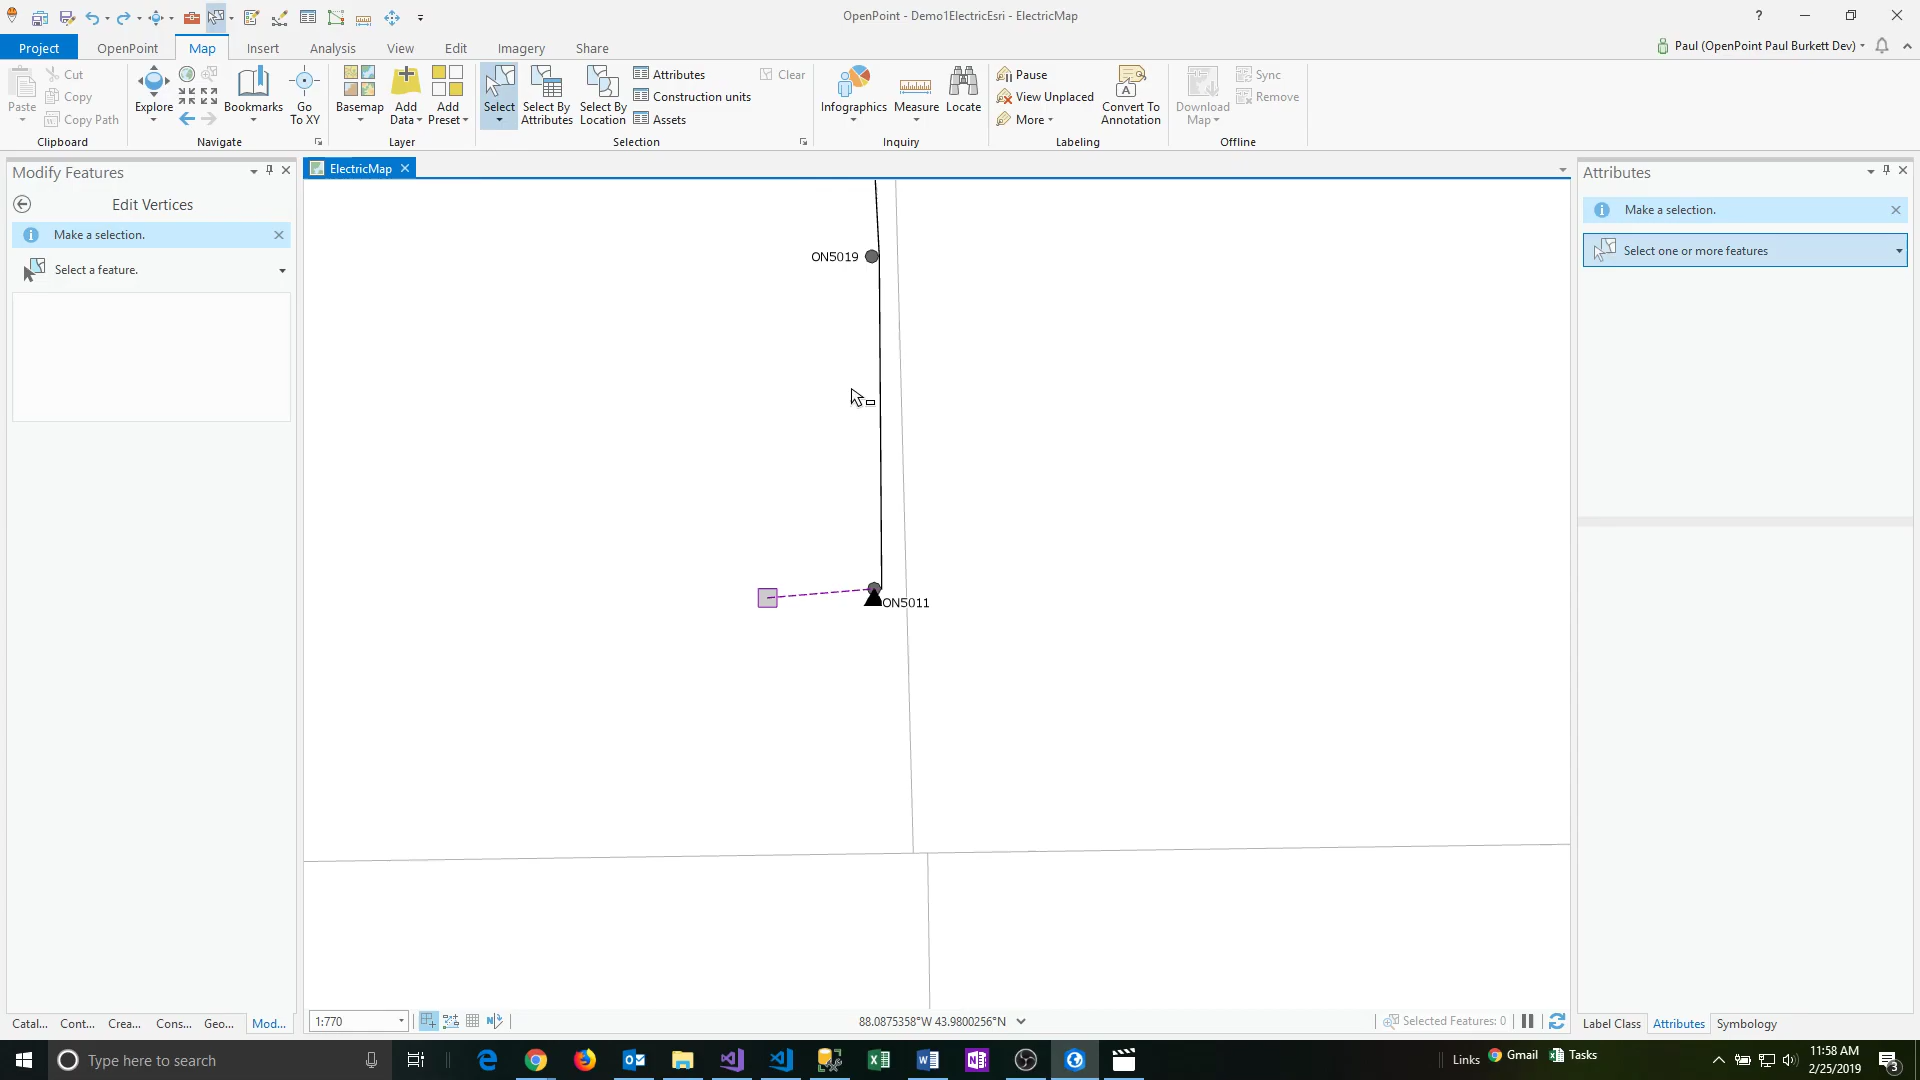 OpenPoint - Demo1ElectricEsri - ElectricMap
?
Project
OpenPoint
Map
Insert
Analysis
View
Edit
Imagery
Share
Paul (OpenPoint Paul Burkett Dev)
Paste
Cut
Copy
Copy Path
Clipboard
Explore
Bookmarks
Go
To XY
Navigate
Basemap
Add
Data
Add
Preset
Layer
Select
Select By
Attributes
Select By
Location
Attributes
Construction units
Assets
Clear
Selection
Infographics
Measure
Locate
Inquiry
Pause
View Unplaced
More
Convert To
Annotation
Labeling
Download
Map
Sync
Remove
Offline
Modify Features
Edit Vertices
Make a selection.
Select a feature.
ElectricMap
ON5019
ON5011
Attributes
Make a selection.
Select one or more features
Catal...
Cont...
Crea...
Cons...
Geo...
Mod...
1:770
88.0875358°W 43.9800256°N
Selected Features: 0
Label Class
Attributes
Symbology
Type here to search
Links
Gmail
Tasks
11:58 AM
2/25/2019
3